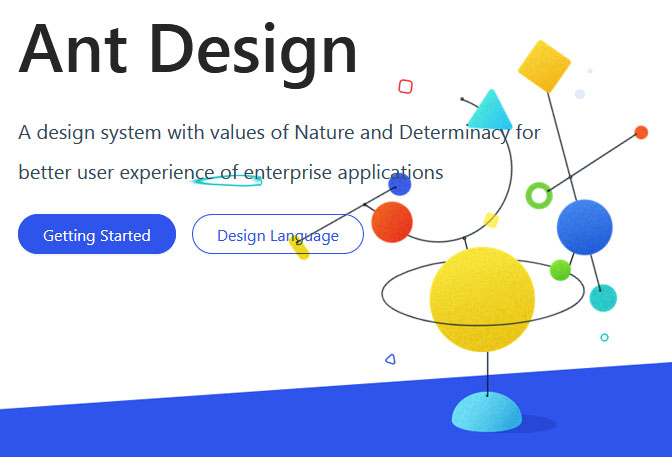 Ant Design
A design system with values of Nature and Determinacy for
better user experience of enterprise applications
Getting Started
Design Language